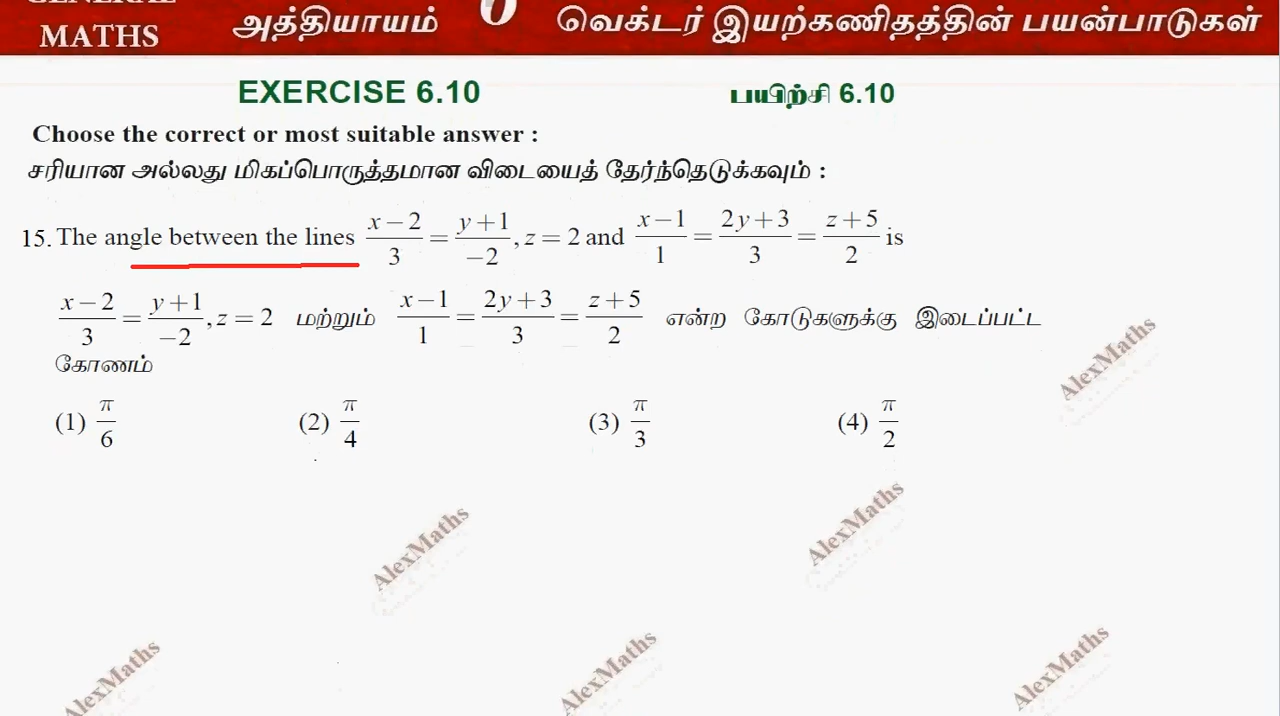 GENERAL
MATHS அத்தியாயம் 6 வெக்டர் இயற்கணிதத்தின் பயன்பாடுகள்
EXERCISE 6.10 பயிற்சி 6.10
Choose the correct or most suitable answer :
சரியான அல்லது மிகப்பொருத்தமான விடையைத் தேர்ந்தெடுக்கவும் :
15. The angle between the lines (x−2)/3 = (y+1)/−2, z = 2 and (x−1)/1 = (2y+3)/3 = (z+5)/2 is
(x−2)/3 = (y+1)/−2, z = 2 மற்றும் (x−1)/1 = (2y+3)/3 = (z+5)/2 என்ற கோடுகளுக்கு இடைப்பட்ட
கோணம்
(1) π/6 (2) π/4 (3) π/3 (4) π/2
AlexMaths
AlexMaths
AlexMaths
AlexMaths
AlexMaths
AlexMaths